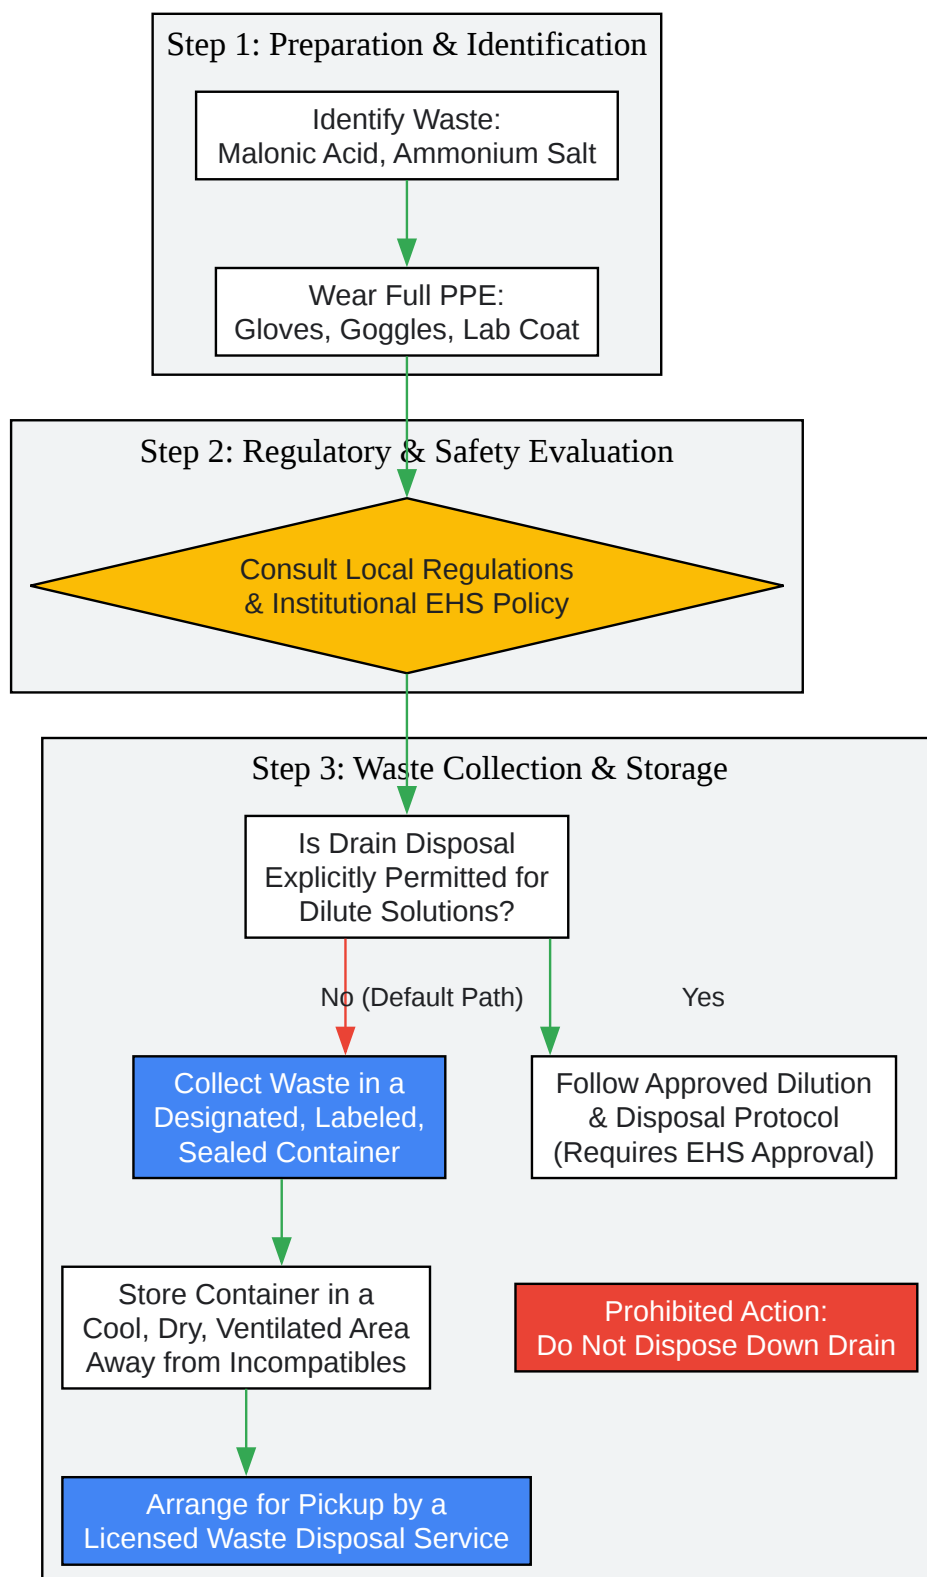 Step 1: Preparation & Identification
Identify Waste:
Malonic Acid, Ammonium Salt
Wear Full PPE:
Gloves, Goggles, Lab Coat
Step 2: Regulatory & Safety Evaluation
Consult Local Regulations
& Institutional EHS Policy
Step 3: Waste Collection & Storage
Is Drain Disposal
Explicitly Permitted for
Dilute Solutions?
No (Default Path)
Yes
Collect Waste in a
Designated, Labeled,
Sealed Container
Follow Approved Dilution
& Disposal Protocol
(Requires EHS Approval)
Store Container in a
Cool, Dry, Ventilated Area
Away from Incompatibles
Prohibited Action:
Do Not Dispose Down Drain
Arrange for Pickup by a
Licensed Waste Disposal Service